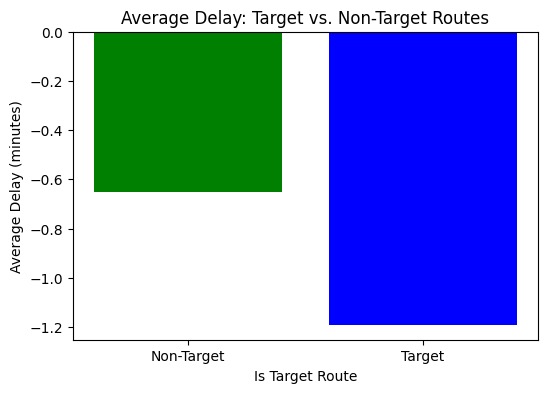 Average Delay: Target vs. Non-Target Routes
Average Delay (minutes)
0.0
−0.2
−0.4
−0.6
−0.8
−1.0
−1.2
Non-Target
Target
Is Target Route